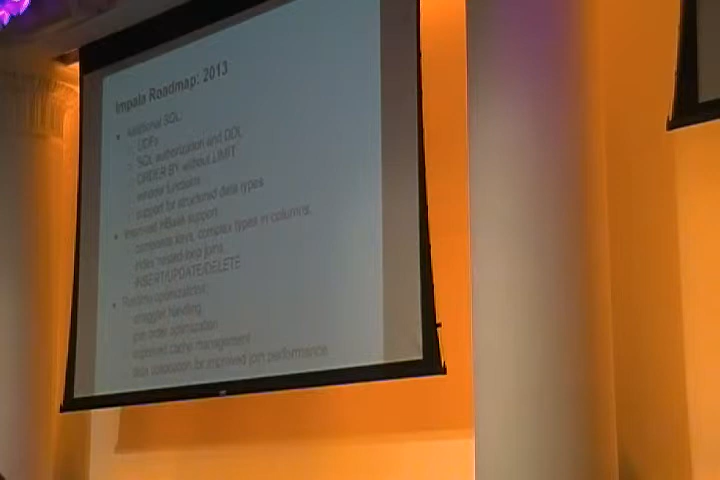 Impala Roadmap: 2013
Additional SQL:
UDFs
SQL authorization and DDL
ORDER BY without LIMIT
window functions
support for structured data types
Improved HBase support
composite keys, complex types in columns,
index nested-loop joins,
INSERT/UPDATE/DELETE
Runtime optimizations:
straggler handling
join order optimization
improved cache management
data collocation for improved join performance